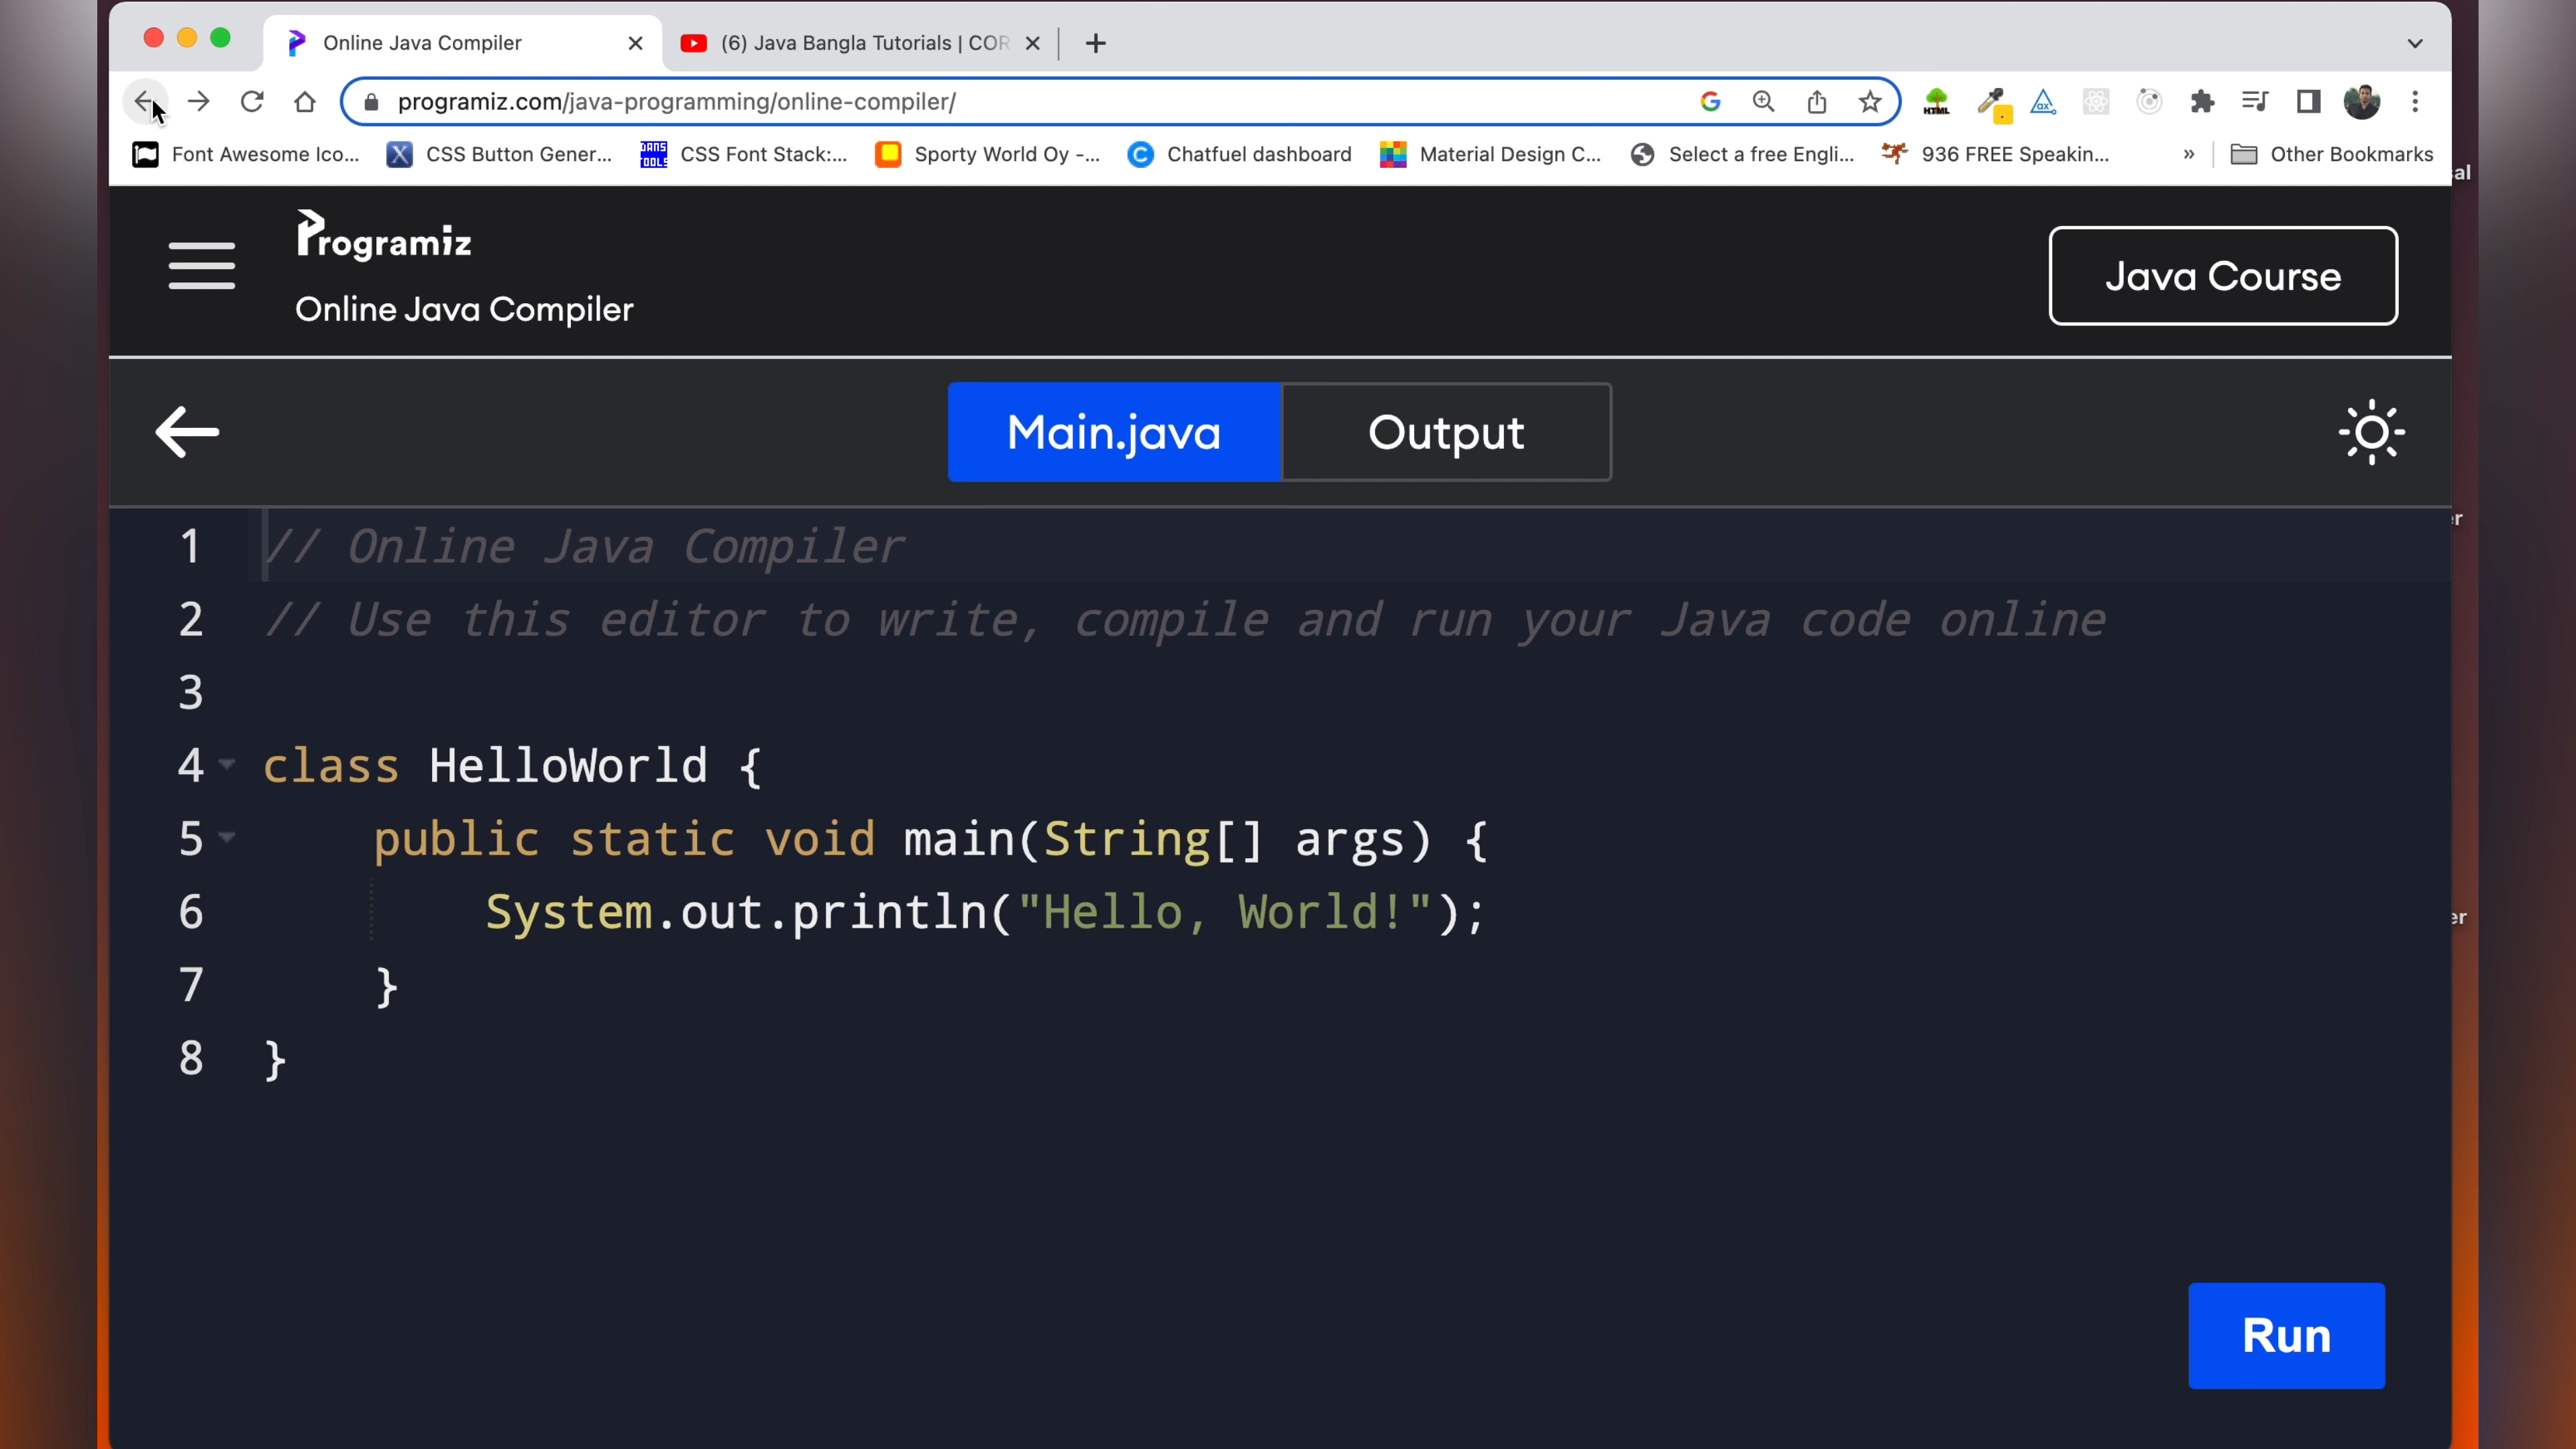 Online Java Compiler
(6) Java Bangla Tutorials | COR
programiz.com/java-programming/online-compiler/
Font Awesome Ico...
CSS Button Gener...
CSS Font Stack:...
Sporty World Oy -...
Chatfuel dashboard
Material Design C...
Select a free Engli...
936 FREE Speakin...
»
Other Bookmarks
Programiz
Online Java Compiler
Java Course
Main.java
Output
1 // Online Java Compiler
2 // Use this editor to write, compile and run your Java code online
3
4 class HelloWorld {
5 public static void main(String[] args) {
6 System.out.println("Hello, World!");
7 }
8 }
Run